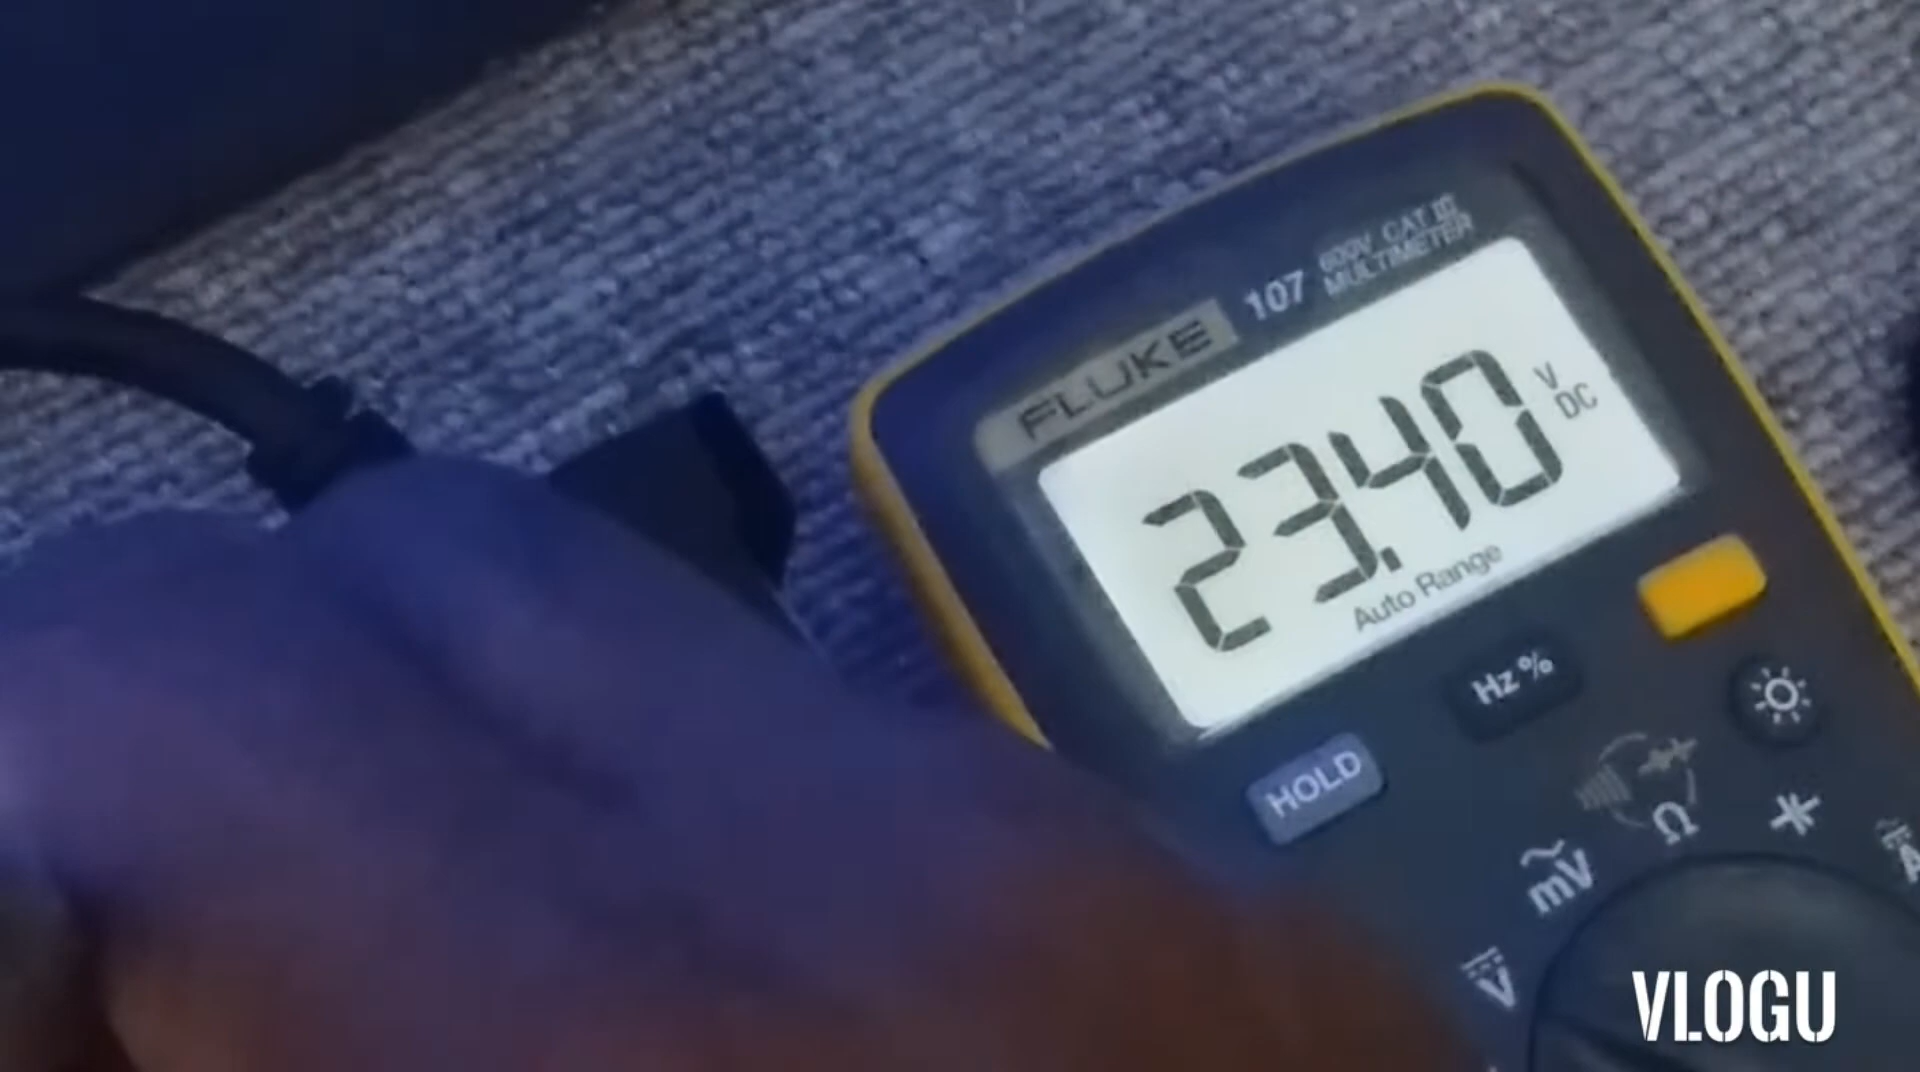 FLUKE 107 600V CAT III
MULTIMETER
23.40 V
DC
Auto Range
Hz %
HOLD
Ω
mV
V
A
VLOGU